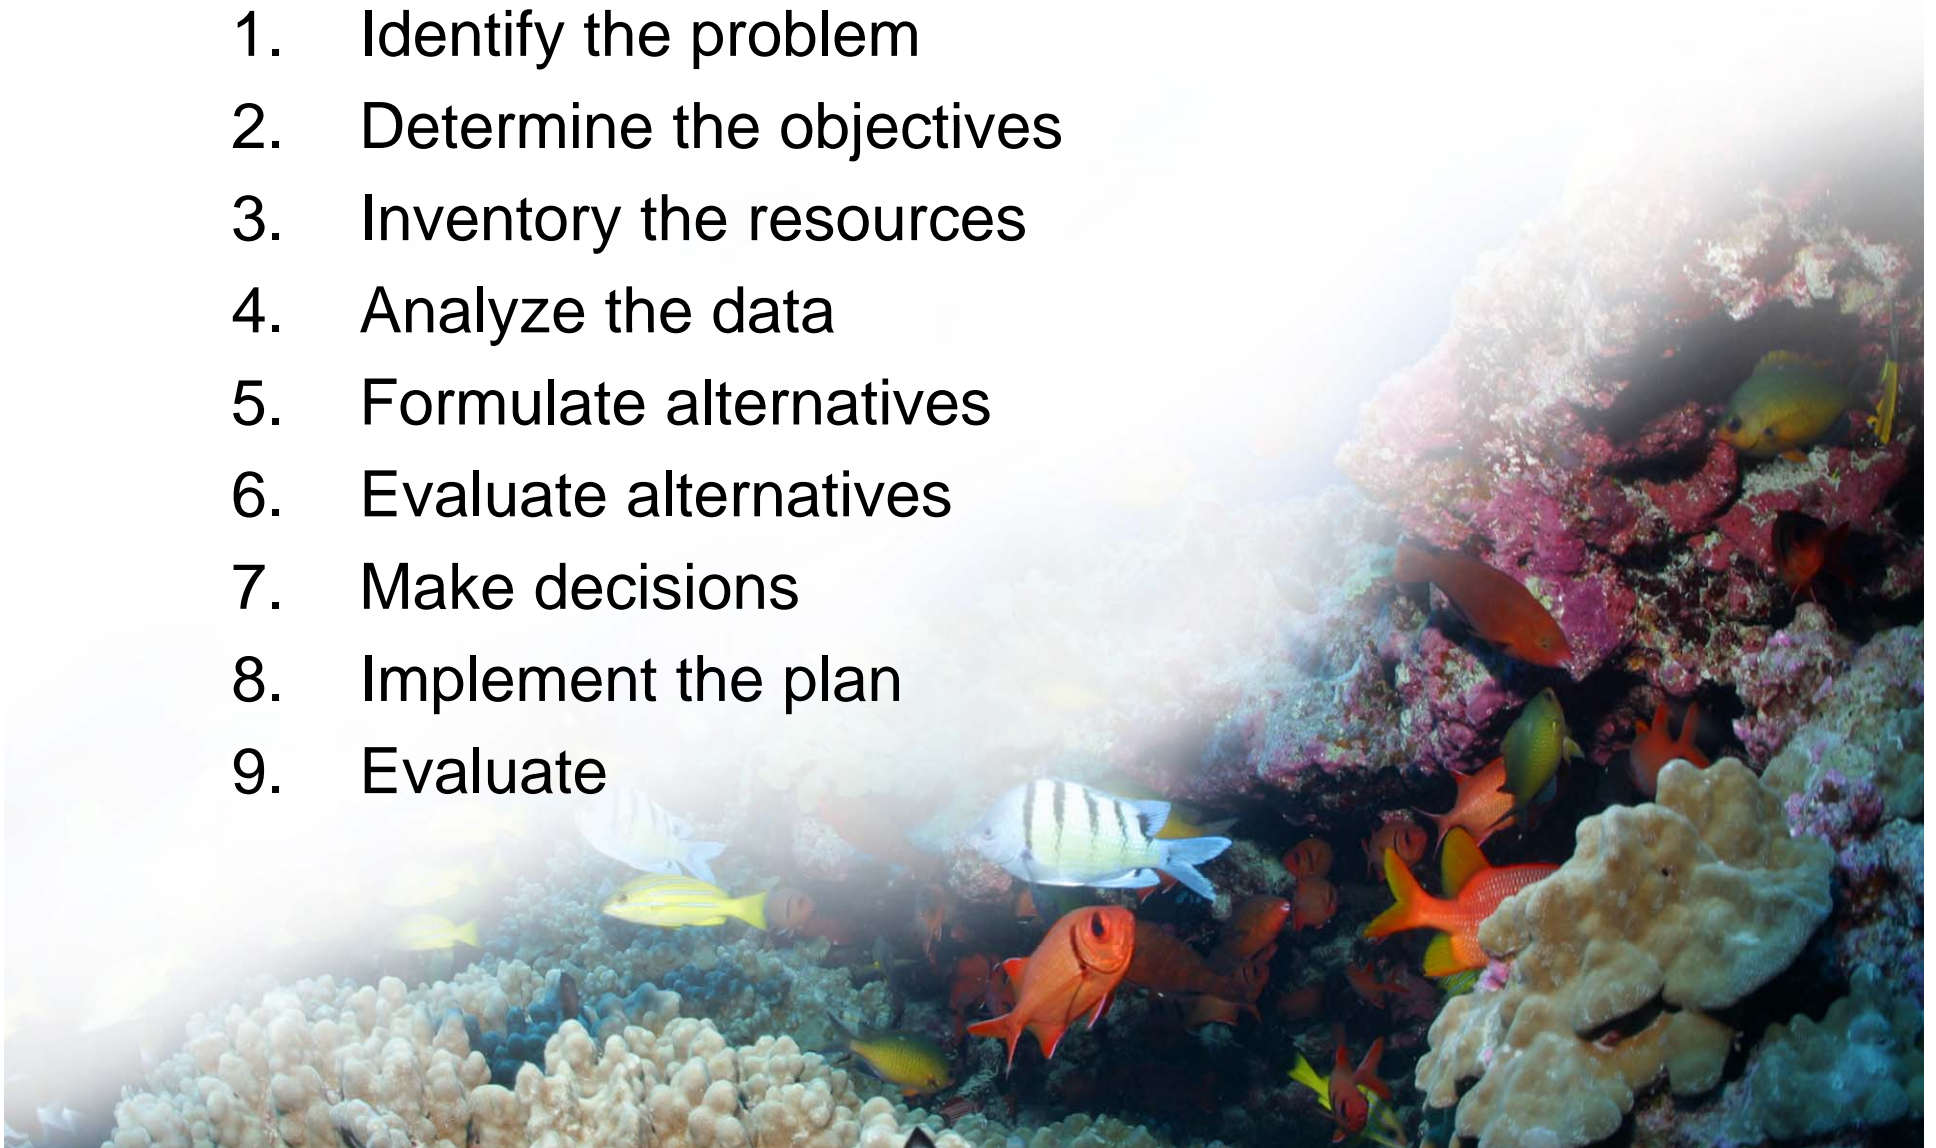 1. Identify the problem
2. Determine the objectives
3. Inventory the resources
4. Analyze the data
5. Formulate alternatives
6. Evaluate alternatives
7. Make decisions
8. Implement the plan
9. Evaluate